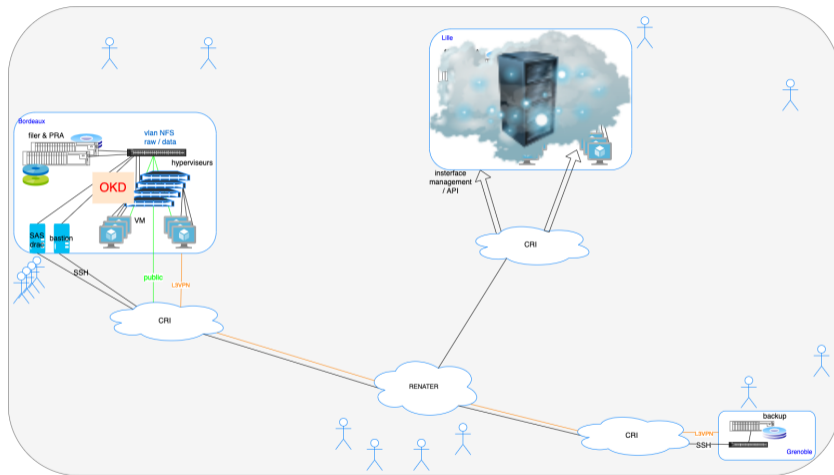 Lille
Bordeaux
filer & PRA
vlan NFS
raw / data
hyperviseurs
OKD
insterface
management
/ API
VM
SAS
bastion
CRI
SSH
public
L3VPN
CRI
RENATER
backup
CRI
L3VPN
SSH
Grenoble